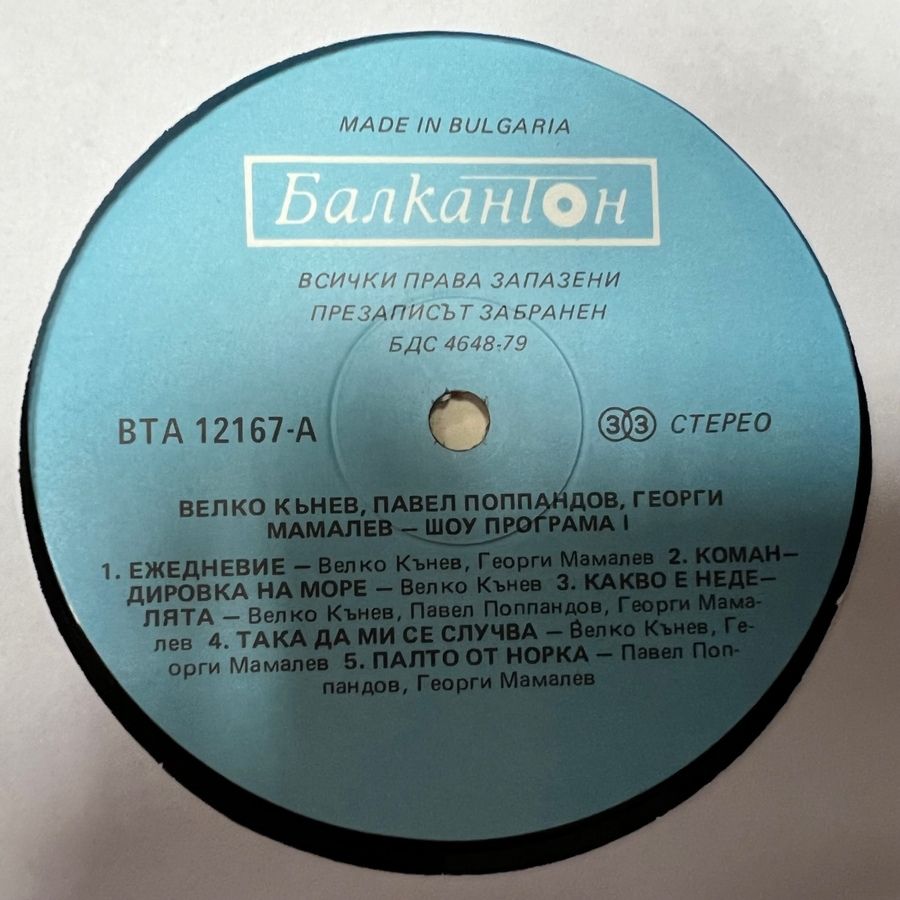 MADE IN BULGARIA
Балкантон
ВСИЧКИ ПРАВА ЗАПАЗЕНИ
ПРЕЗАПИСЪТ ЗАБРАНЕН
БДС 4648-79
ВТА 12167-А
33 СТЕРЕО
ВЕЛКО КЪНЕВ, ПАВЕЛ ПОППАНДОВ, ГЕОРГИ
МАМАЛЕВ – ШОУ ПРОГРАМА I
1. ЕЖЕДНЕВИЕ – Велко Кънев, Георги Мамалев 2. КОМАН–
ДИРОВКА НА МОРЕ – Велко Кънев 3. КАКВО Е НЕДЕ–
ЛЯТА – Велко Кънев, Павел Поппандов, Георги Мама-
лев 4. ТАКА ДА МИ СЕ СЛУЧВА – Велко Кънев, Ге-
орги Мамалев 5. ПАЛТО ОТ НОРКА – Павел Поп-
пандов, Георги Мамалев